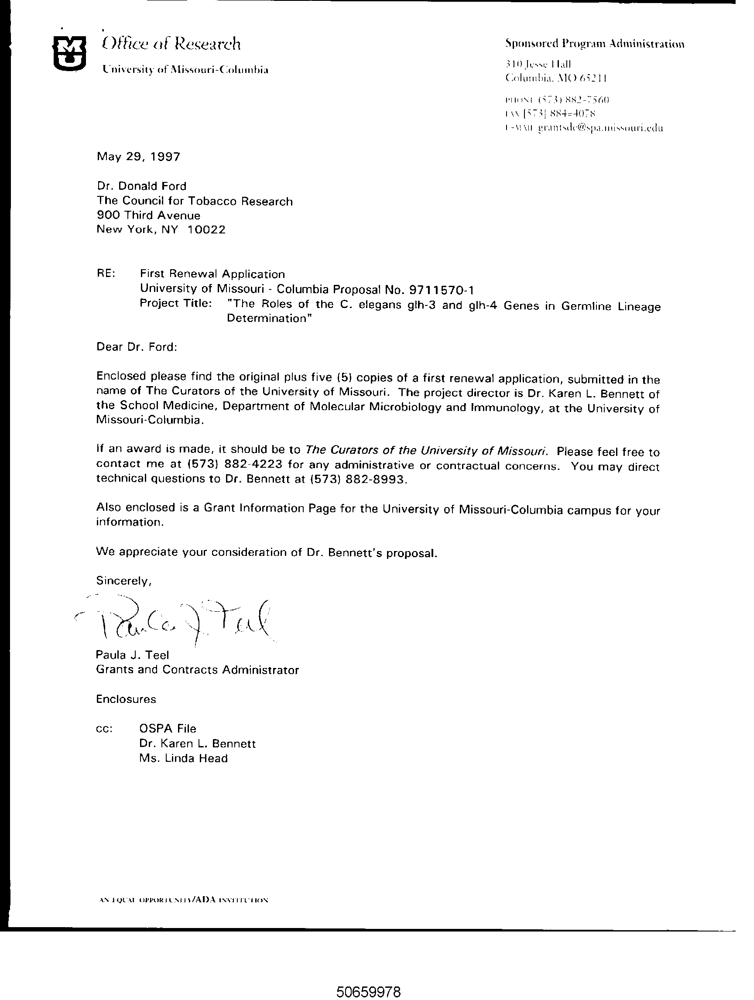 Office of Research
University of Missouri-Columbia
Sponsored Program Administration
310 Jesse Hall
Columbia, MO 65211
PHONE (573) 882-7560
FAX [573] 884-4078
E-MAIL grantsdc@spa.missouri.edu
May 29, 1997
Dr. Donald Ford
The Council for Tobacco Research
900 Third Avenue
New York, NY 10022
RE: First Renewal Application
University of Missouri - Columbia Proposal No. 9711570-1
Project Title: "The Roles of the C. elegans glh-3 and glh-4 Genes in Germline Lineage
Determination"
Dear Dr. Ford:
Enclosed please find the original plus five (5) copies of a first renewal application, submitted in the
name of The Curators of the University of Missouri. The project director is Dr. Karen L. Bennett of
the School Medicine, Department of Molecular Microbiology and Immunology, at the University of
Missouri-Columbia.
If an award is made, it should be to The Curators of the University of Missouri. Please feel free to
contact me at (573) 882-4223 for any administrative or contractual concerns. You may direct
technical questions to Dr. Bennett at (573) 882-8993.
Also enclosed is a Grant Information Page for the University of Missouri-Columbia campus for your
information.
We appreciate your consideration of Dr. Bennett's proposal.
Sincerely,
Paula J. Teel
Paula J. Teel
Grants and Contracts Administrator
Enclosures
cc: OSPA File
Dr. Karen L. Bennett
Ms. Linda Head
AN EQUAL OPPORTUNITY/ADA INSTITUTION
50659978